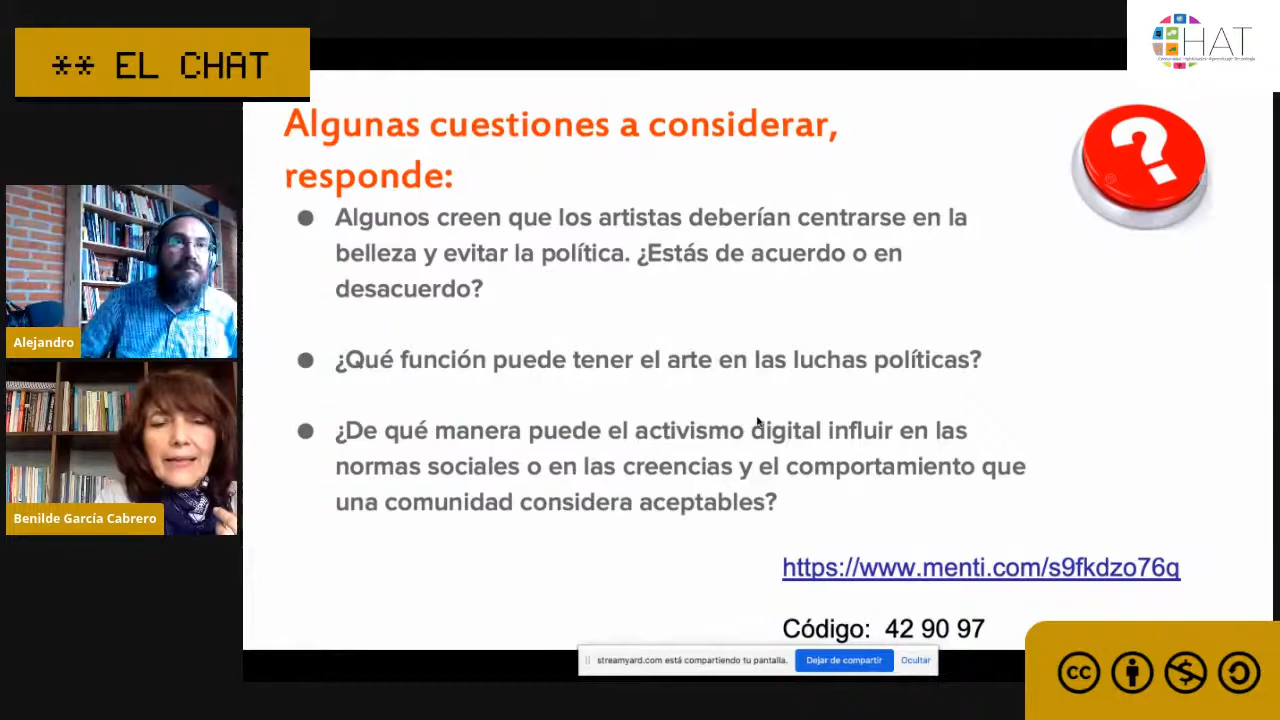 ** EL CHAT
HAT
Algunas cuestiones a considerar,
responde:
● Algunos creen que los artistas deberían centrarse en la
belleza y evitar la política. ¿Estás de acuerdo o en
desacuerdo?
● ¿Qué función puede tener el arte en las luchas políticas?
● ¿De qué manera puede el activismo digital influir en las
normas sociales o en las creencias y el comportamiento que
una comunidad considera aceptables?
Alejandro
Benilde García Cabrero
https://www.menti.com/s9fkdzo76q
Código: 42 90 97
streamyard.com está compartiendo tu pantalla. Dejar de compartir Ocultar
cc